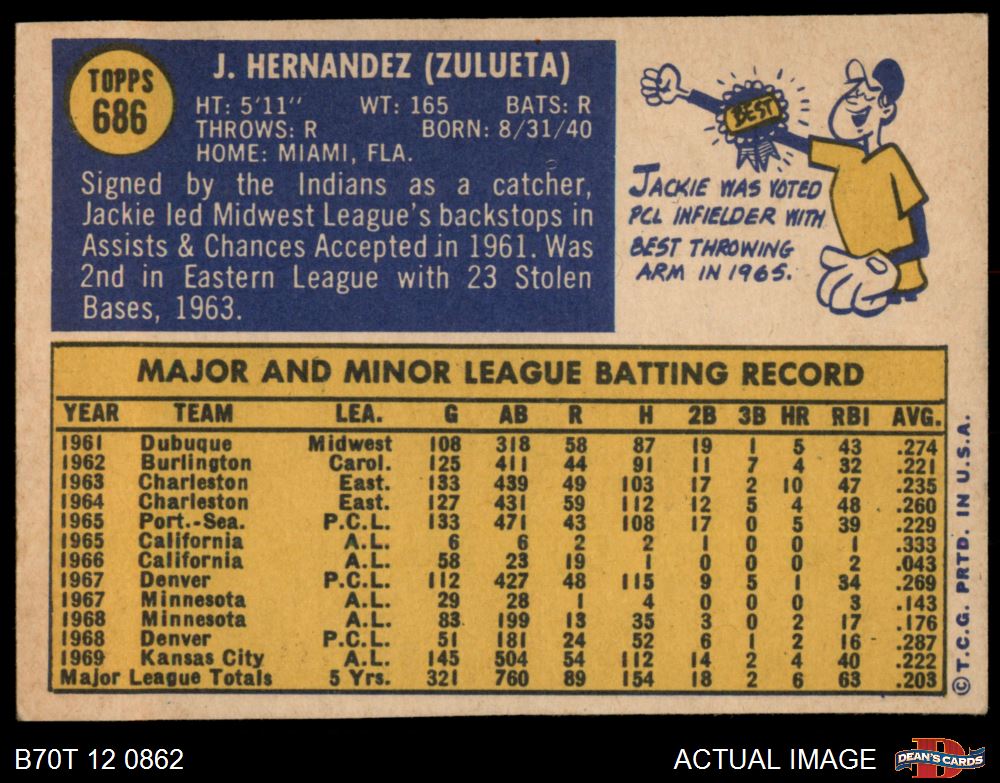 TOPPS
686
J. HERNANDEZ (ZULUETA)
HT: 5'11" WT: 165 BATS: R
THROWS: R BORN: 8/31/40
HOME: MIAMI, FLA.
Signed by the Indians as a catcher,
Jackie led Midwest League's backstops in
Assists & Chances Accepted in 1961. Was
2nd in Eastern League with 23 Stolen
Bases, 1963.
BEST
JACKIE WAS VOTED
PCL INFIELDER WITH
BEST THROWING
ARM IN 1965.
MAJOR AND MINOR LEAGUE BATTING RECORD
YEAR TEAM LEA. G AB R H 2B 3B HR RBI AVG.
1961 Dubuque Midwest 108 318 58 87 19 1 5 43 .274
1962 Burlington Carol. 125 411 44 91 11 7 4 32 .221
1963 Charleston East. 133 439 49 103 17 2 10 47 .235
1964 Charleston East. 127 431 59 112 12 5 4 48 .260
1965 Port.-Sea. P.C.L. 133 471 43 108 17 0 5 39 .229
1965 California A.L. 6 6 2 2 1 0 0 1 .333
1966 California A.L. 58 23 19 1 0 0 0 2 .043
1967 Denver P.C.L. 112 427 48 115 9 5 1 34 .269
1967 Minnesota A.L. 29 28 1 4 0 0 0 3 .143
1968 Minnesota A.L. 83 199 13 35 3 0 2 17 .176
1968 Denver P.C.L. 51 181 24 52 6 1 2 16 .287
1969 Kansas City A.L. 145 504 54 112 14 2 4 40 .222
Major League Totals 5 Yrs. 321 760 89 154 18 2 6 63 .203
© T.C.G. PRTD. IN U.S.A.
B70T 12 0862
ACTUAL IMAGE
D
DEAN'S CARDS